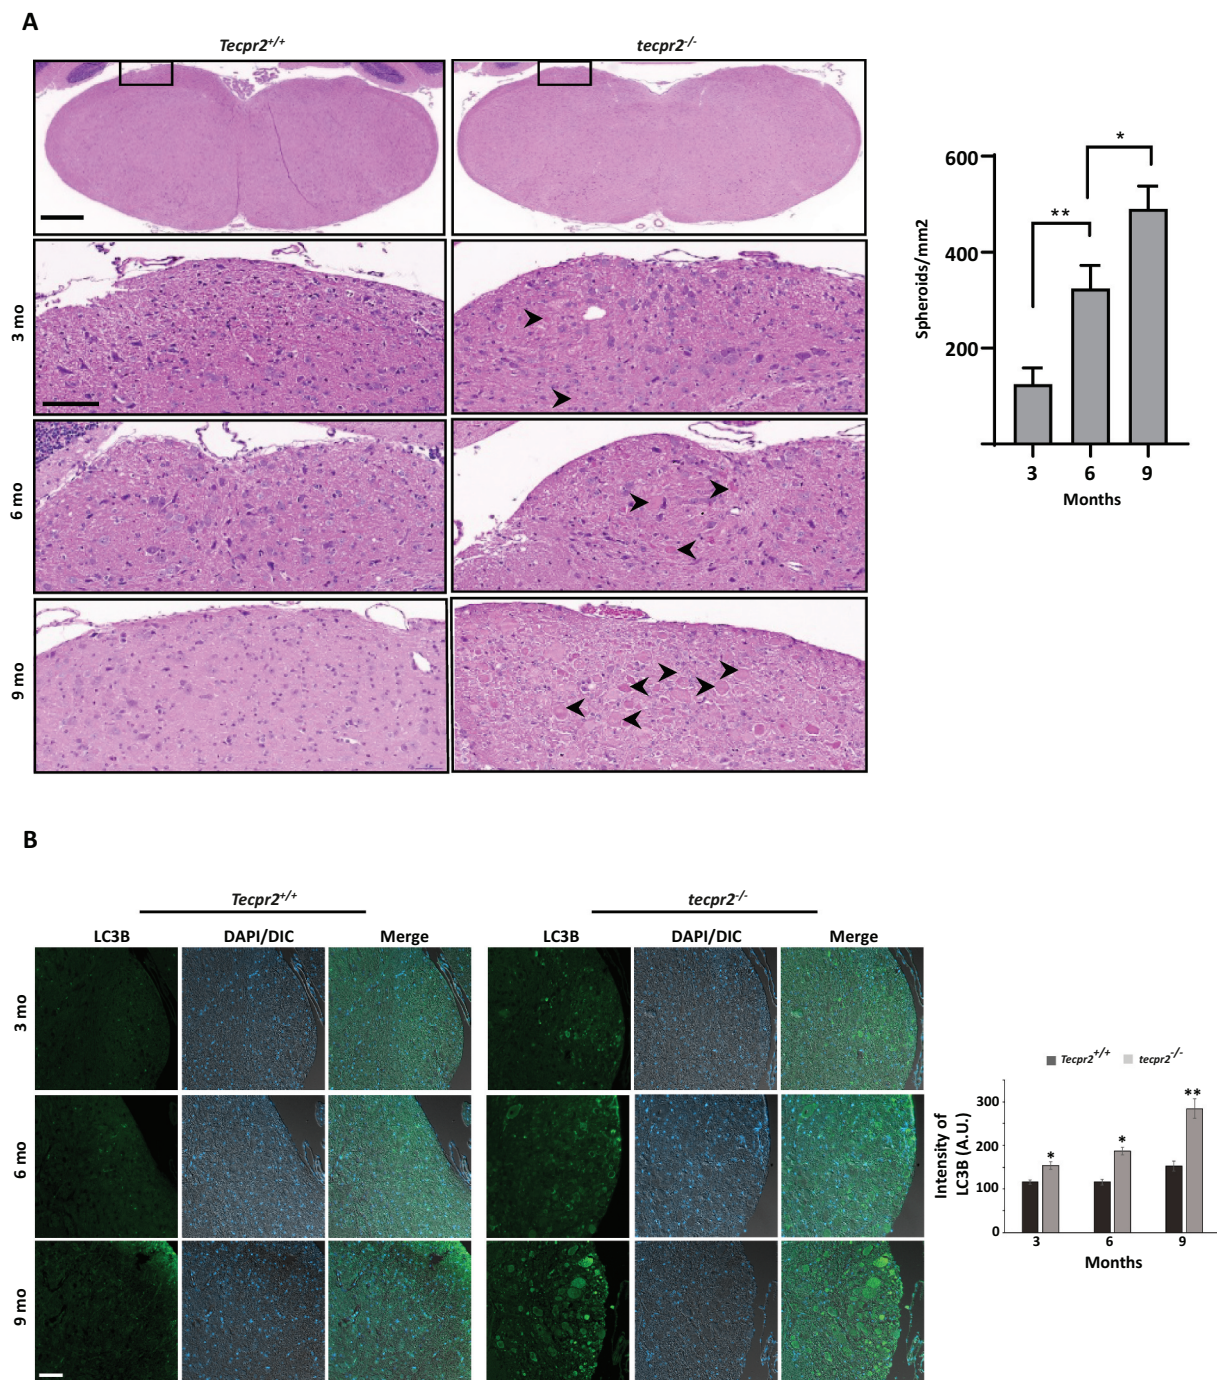 A
Tecpr2+/+
tecpr2-/-
3 mo
6 mo
9 mo
600
400
200
Spheroids/mm2
*
**
3 6 9
Months
B
Tecpr2+/+
tecpr2-/-
LC3B DAPI/DIC Merge
LC3B DAPI/DIC Merge
3 mo
6 mo
9 mo
Tecpr2+/+ tecpr2-/-
300
200
100
0
Intensity of
LC3B (A.U.)
* * **
3 6 9
Months